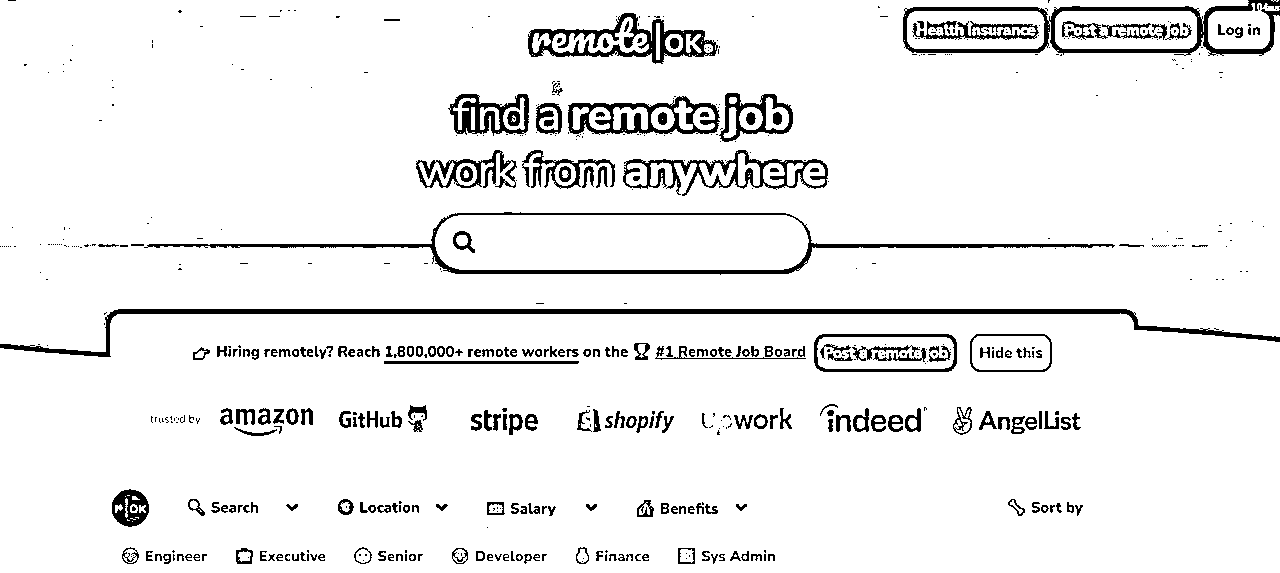 104ms
remote|OK®
Health insurance
Post a remote job
Log in
find a remote job
work from anywhere
Hiring remotely? Reach 1,800,000+ remote workers on the 🏆 #1 Remote Job Board
Post a remote job
Hide this
trusted by amazon GitHub stripe shopify upwork indeed AngelList
r|OK
Search
Location
Salary
Benefits
Sort by
Engineer
Executive
Senior
Developer
Finance
Sys Admin